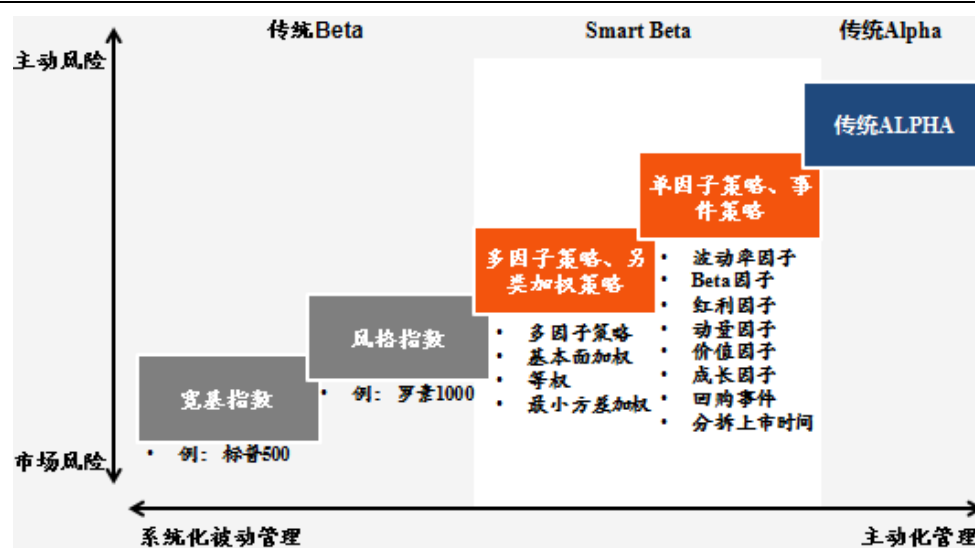 传统Beta
Smart Beta
传统Alpha
主动风险
传统ALPHA
单因子策略、事
件策略
多因子策略、另
类加权策略
• 波动率因子
• Beta因子
• 红利因子
• 动量因子
• 价值因子
• 成长因子
• 回购事件
• 分拆上市时间
• 多因子策略
• 基本面加权
• 等权
• 最小方差加权
风格指数
• 例：罗素1000
宽基指数
• 例：标普500
市场风险
系统化被动管理
主动化管理